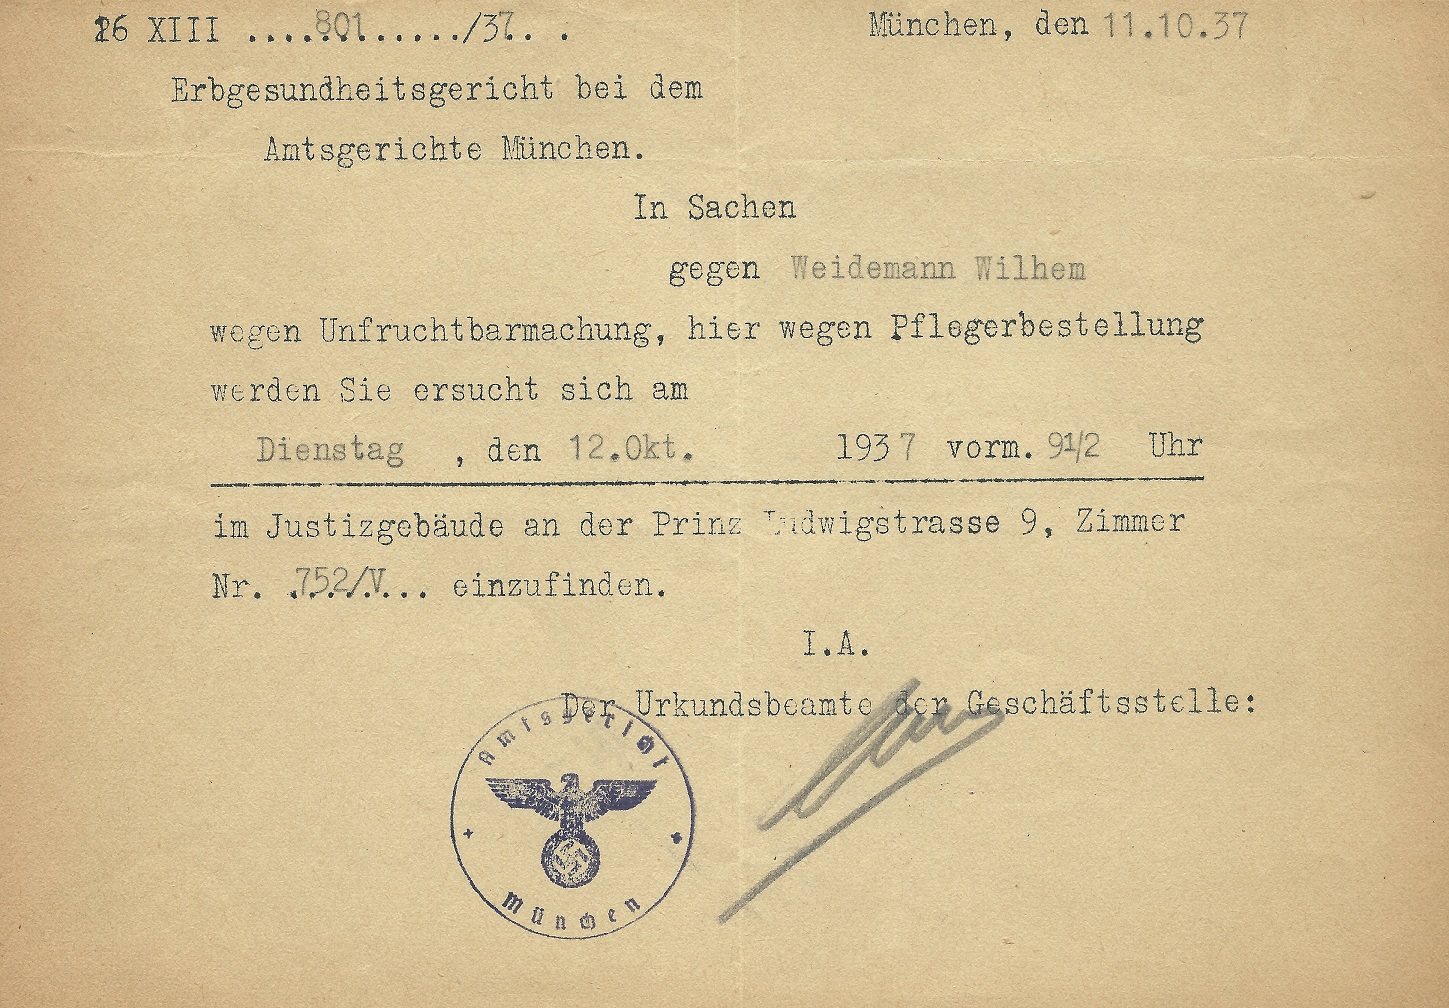 26 XIII ....801...../37.. .
München, den 11.10.37
Erbgesundheitsgericht bei dem
Amtsgerichte München.
In Sachen
gegen Weidemann Wilhem
wegen Unfruchtbarmachung, hier wegen Pflegerbestellung
werden Sie ersucht sich am
Dienstag , den 12.Okt. 1937 vorm. 9 1/2 Uhr
im Justizgebäude an der Prinz Ludwigstrasse 9, Zimmer
Nr. .752/V... einzufinden.
I.A.
Der Urkundsbeamte der Geschäftsstelle:
Amtsgericht
München